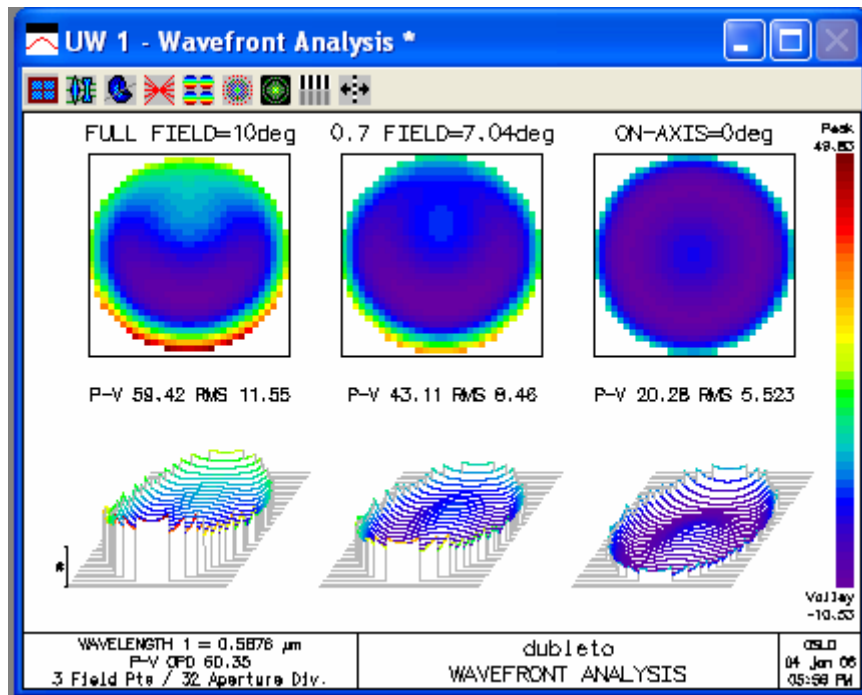 UW 1 - Wavefront Analysis *
FULL FIELD=10deg
0.7 FIELD=7.04deg
ON-AXIS=0deg
Peak
49.83
P-V 59.42 RMS 11.55
P-V 43.11 RMS 8.46
P-V 20.28 RMS 5.523
Valley
-10.53
WAVELENGTH 1 = 0.5876 µm
P-V OPD 60.35
3 Field Pts / 32 Aperture Div.
dubleto
WAVEFRONT ANALYSIS
OSLO
04 Jan 06
05:56 PM